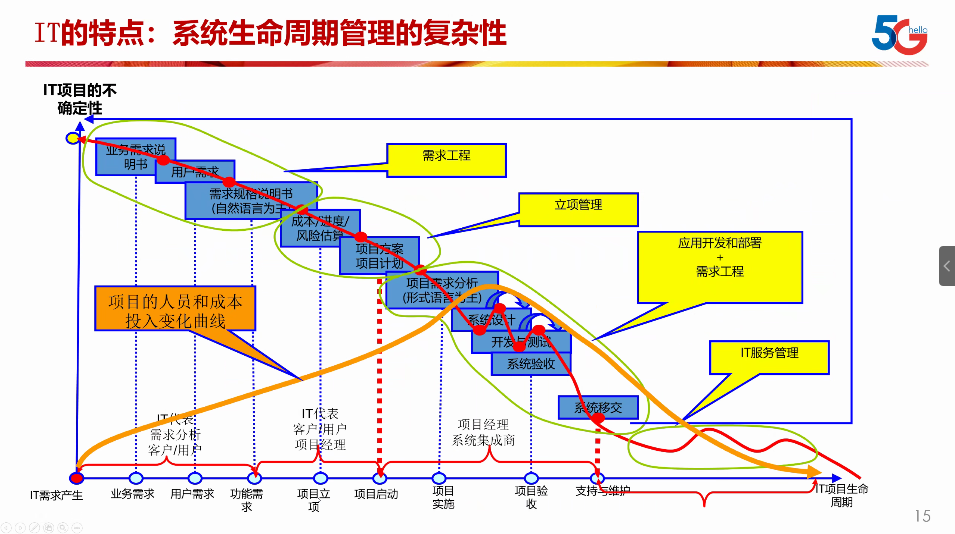 IT的特点：系统生命周期管理的复杂性
5G
hello
IT项目的不
确定性
业务需求说
明书
用户需求
需求规格说明书
(自然语言为主)
成本/进度/
风险估算
项目方案
项目计划
项目需求分析
(形式语言为主)
系统设计
开发与测试
系统验收
系统移交
需求工程
立项管理
应用开发和部署
+
需求工程
IT服务管理
项目的人员和成本
投入变化曲线
IT代表
需求分析
客户/用户
IT代表
客户/用户
项目经理
项目经理
系统集成商
IT需求产生
业务需求
用户需求
功能需
求
项目立
项
项目启动
项目
实施
项目验
收
支持与维护
IT项目生命
周期
15